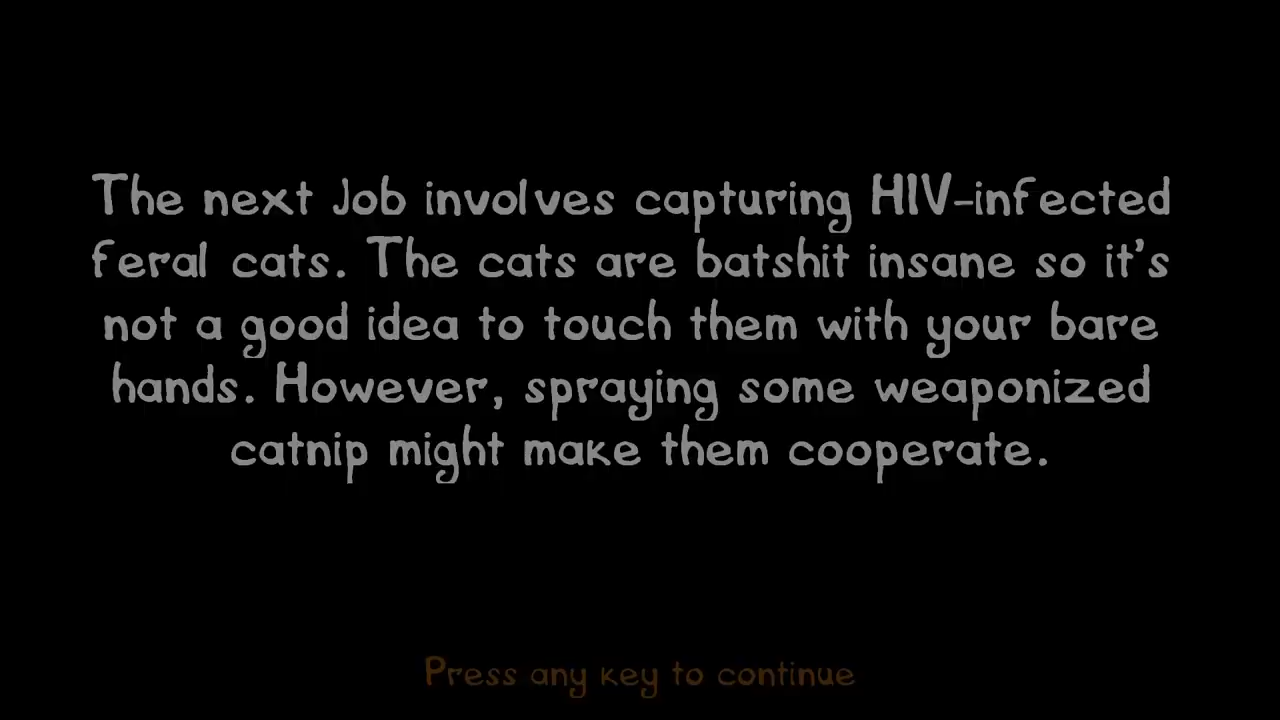 The next Job involves capturing HIV-infected
feral cats. The cats are batshit insane so it's
not a good idea to touch them with your bare
hands. However, spraying some weaponized
catnip might make them cooperate.
Press any key to continue